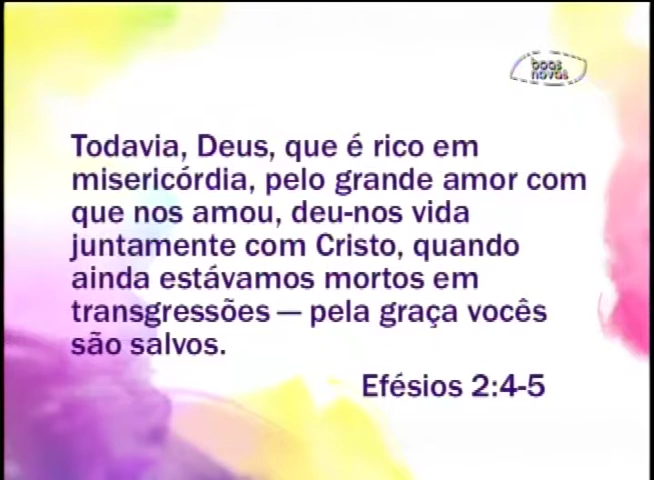 boas
novas
Todavia, Deus, que é rico em
misericórdia, pelo grande amor com
que nos amou, deu-nos vida
juntamente com Cristo, quando
ainda estávamos mortos em
transgressões — pela graça vocês
são salvos.
Efésios 2:4-5